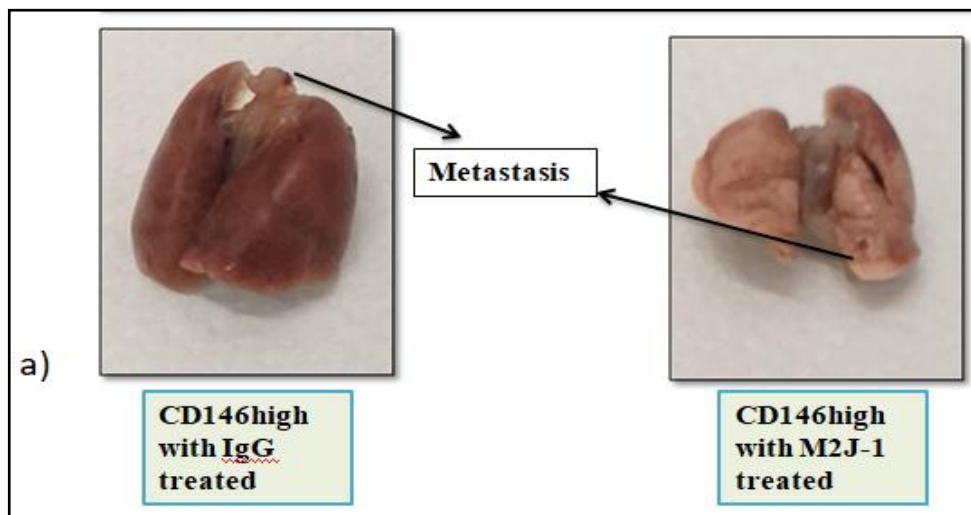 Metastasis
a)
CD146high
with IgG
treated
CD146high
with M2J-1
treated